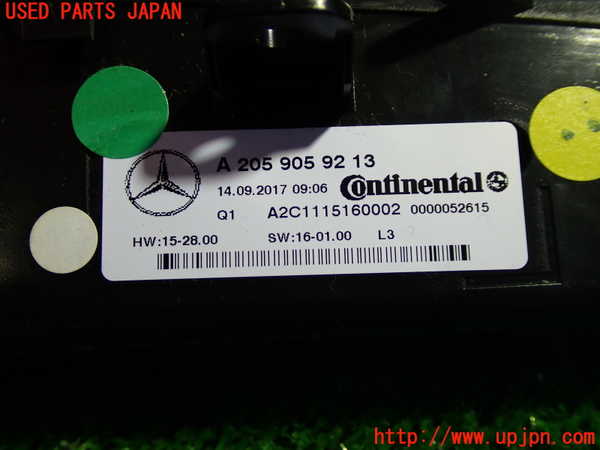 USED PARTS JAPAN
A 205 905 92 13
14.09.2017 09:06 Continental
Q1 A2C1115160002 0000052615
HW:15-28.00 SW:16-01.00 L3
http://www.upjpn.com/